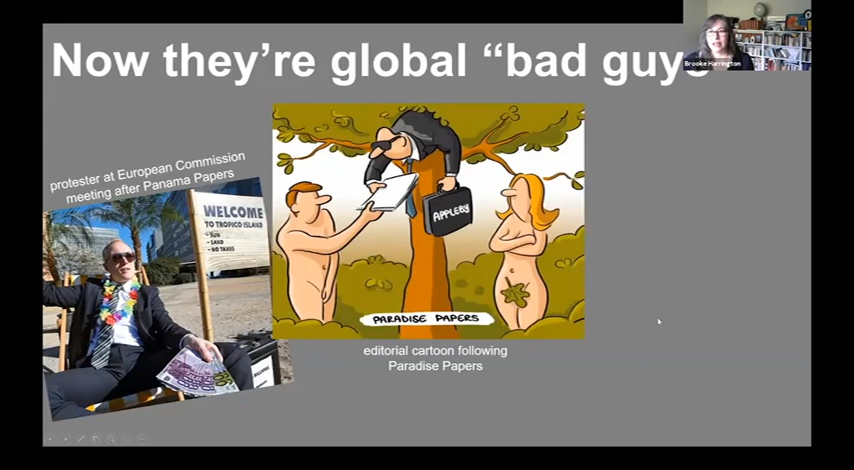 Now they're global "bad guys
Brooke Harrington
protester at European Commission
meeting after Panama Papers
WELCOME
TO TROPICO ISLAND
- SUN
- SAND
- NO TAXES
APPLEBY
PARADISE PAPERS
editorial cartoon following
Paradise Papers